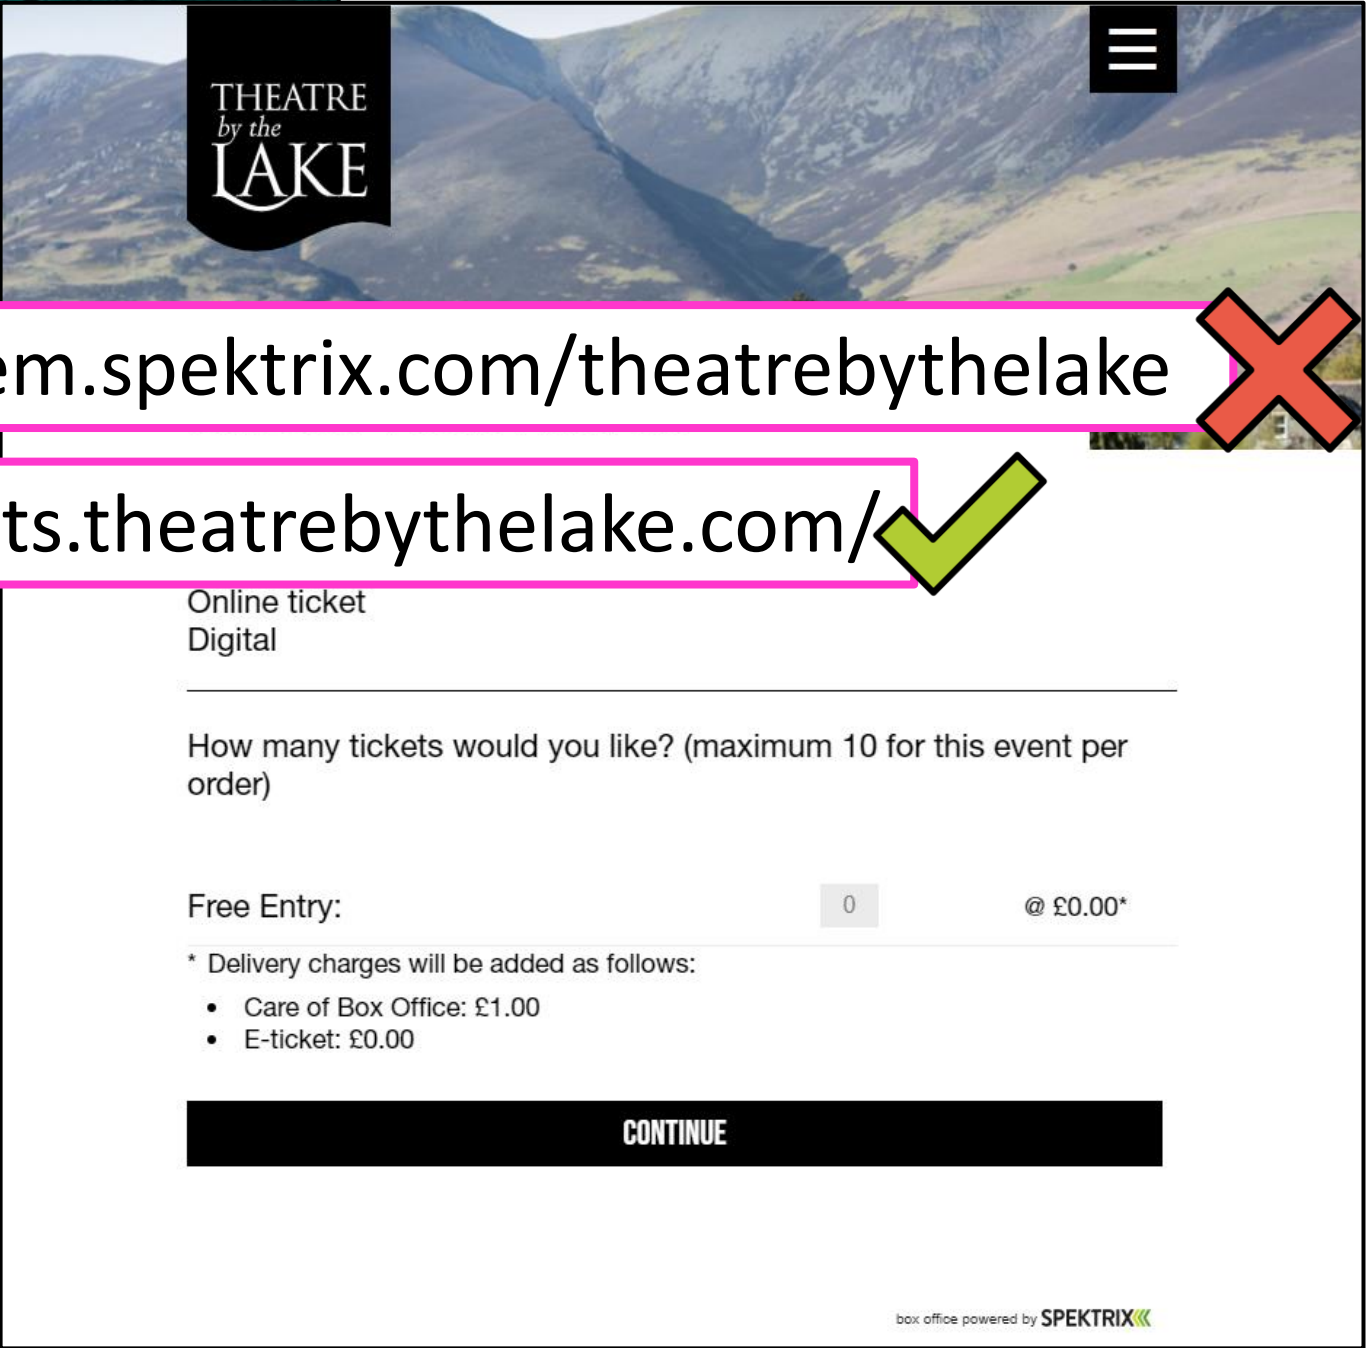 THEATRE
by the
LAKE
em.spektrix.com/theatrebythelake
ts.theatrebythelake.com/
Online ticket
Digital
How many tickets would you like? (maximum 10 for this event per
order)
Free Entry: 0 @ £0.00*
* Delivery charges will be added as follows:
• Care of Box Office: £1.00
• E-ticket: £0.00
CONTINUE
box office powered by SPEKTRIX